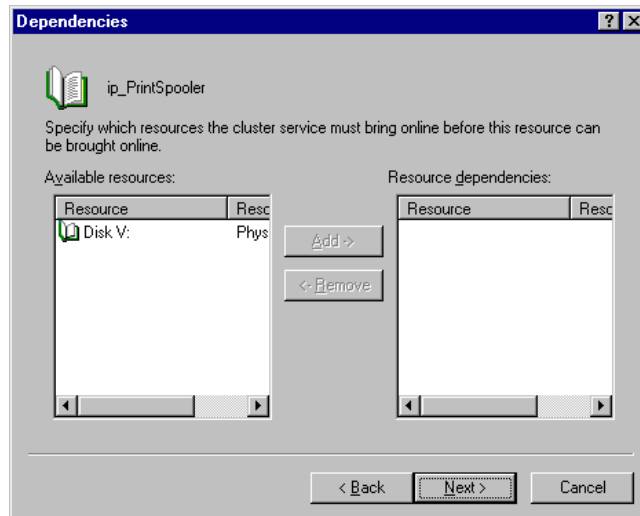 Dependencies
ip_PrintSpooler
Specify which resources the cluster service must bring online before this resource can
be brought online.
Available resources:
Resource dependencies:
Resource Resc
Resource Resc
Disk V: Phys
Add ->
<- Remove
< Back
Next >
Cancel